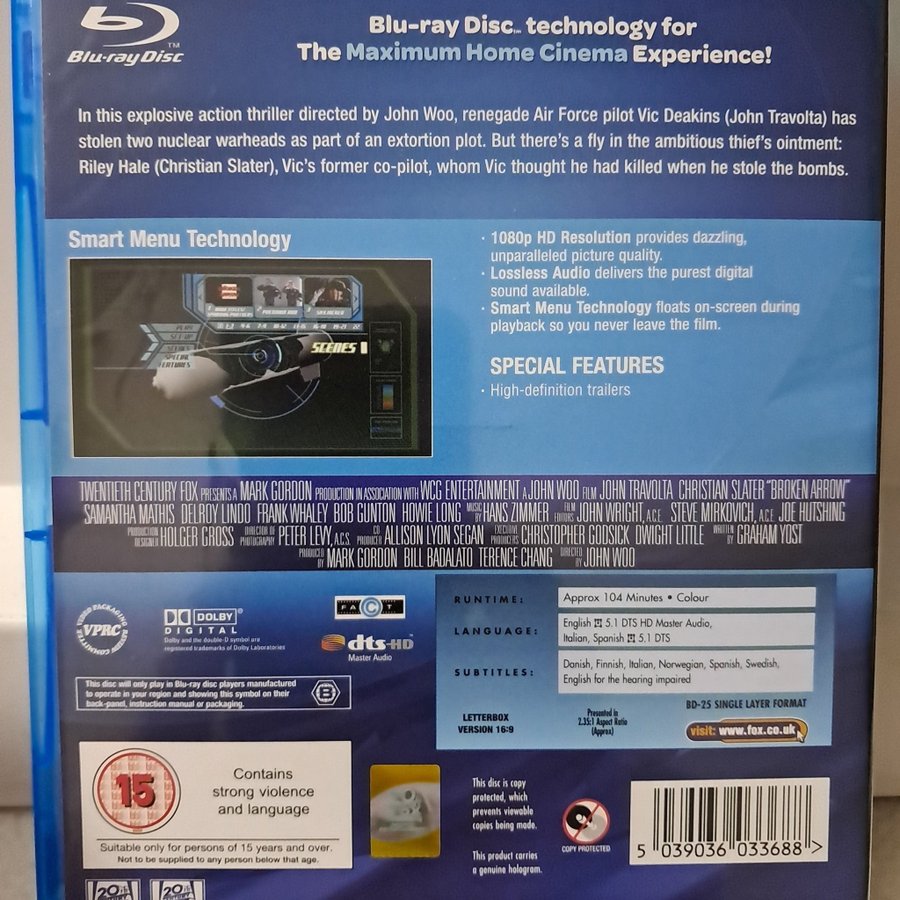 Blu-ray Disc™ technology for
The Maximum Home Cinema Experience!
TM
Blu-ray Disc
In this explosive action thriller directed by John Woo, renegade Air Force pilot Vic Deakins (John Travolta) has
stolen two nuclear warheads as part of an extortion plot. But there's a fly in the ambitious thief's ointment:
Riley Hale (Christian Slater), Vic's former co-pilot, whom Vic thought he had killed when he stole the bombs.
Smart Menu Technology
PLAY
SET-UP
SCENES
SPECIAL
FEATURES
SCENES
· 1080p HD Resolution provides dazzling,
unparalleled picture quality.
· Lossless Audio delivers the purest digital
sound available.
· Smart Menu Technology floats on-screen during
playback so you never leave the film.
SPECIAL FEATURES
· High-definition trailers
TWENTIETH CENTURY FOX PRESENTS A MARK GORDON PRODUCTION IN ASSOCIATION WITH WCG ENTERTAINMENT A JOHN WOO FILM JOHN TRAVOLTA CHRISTIAN SLATER "BROKEN ARROW"
SAMANTHA MATHIS DELROY LINDO FRANK WHALEY BOB GUNTON HOWIE LONG MUSIC BY HANS ZIMMER FILM EDITORS JOHN WRIGHT, A.C.E. STEVE MIRKOVICH, A.C.E. JOE HUTSHING
PRODUCTION DESIGNER HOLGER GROSS DIRECTOR OF PHOTOGRAPHY PETER LEVY, A.C.S. CO PRODUCER ALLISON LYON SEGAN EXECUTIVE PRODUCERS CHRISTOPHER GODSICK DWIGHT LITTLE WRITTEN BY GRAHAM YOST
PRODUCED BY MARK GORDON BILL BADALATO TERENCE CHANG DIRECTED BY JOHN WOO
VIDEO PACKAGING REVIEW COMMITTEE
VPRC
DOLBY
DIGITAL
Dolby and the double-D symbol are
registered trademarks of Dolby Laboratories
FACT
dts-HD
Master Audio
This disc will only play in Blu-ray disc players manufactured
to operate in your region and showing this symbol on their
back-panel, instruction manual or packaging.
B
RUNTIME: Approx 104 Minutes • Colour
LANGUAGE: English 5.1 DTS HD Master Audio,
Italian, Spanish 5.1 DTS
SUBTITLES: Danish, Finnish, Italian, Norwegian, Spanish, Swedish,
English for the hearing impaired
LETTERBOX
VERSION 16:9
Presented in
2.35:1 Aspect Ratio
(Approx)
BD-25 SINGLE LAYER FORMAT
visit: www.fox.co.uk
15
Contains
strong violence
and language
Suitable only for persons of 15 years and over.
Not to be supplied to any person below that age.
This disc is copy
protected, which
prevents viewable
copies being made.
This product carries
a genuine hologram.
COPY PROTECTED
5 039036 033688 >
20th
20th